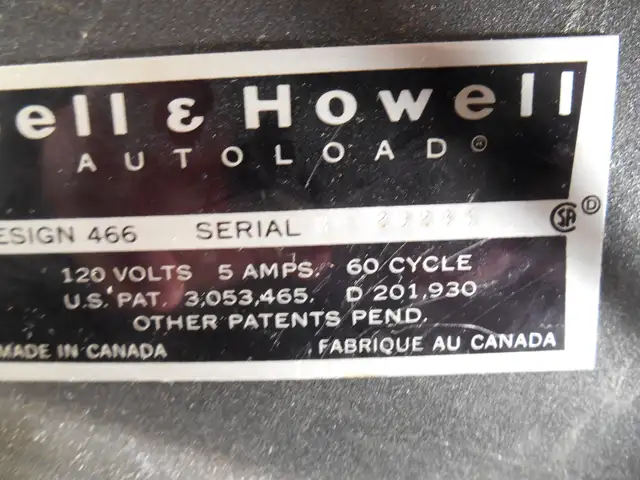 ell & Howell
AUTOLOAD®
ESIGN 466 SERIAL
120 VOLTS 5 AMPS. 60 CYCLE
U.S. PAT. 3,053,465. D 201,930
OTHER PATENTS PEND.
MADE IN CANADA FABRIQUE AU CANADA